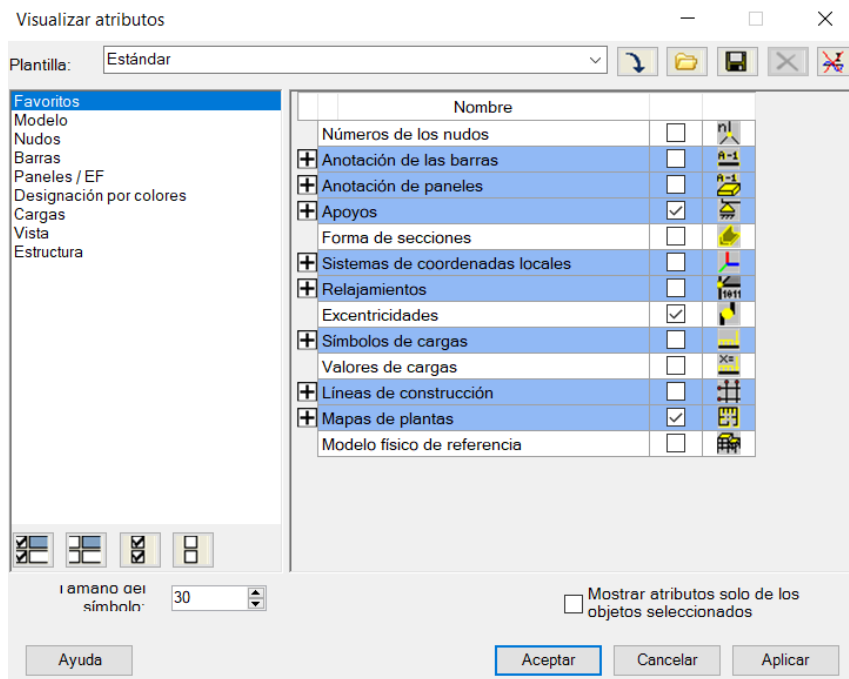 Visualizar atributos
Plantilla: Estándar
Favoritos
Modelo
Nudos
Barras
Paneles / EF
Designación por colores
Cargas
Vista
Estructura
Nombre
Números de los nudos
Anotación de las barras
Anotación de paneles
Apoyos
Forma de secciones
Sistemas de coordenadas locales
Relajamientos
Excentricidades
Símbolos de cargas
Valores de cargas
Líneas de construcción
Mapas de plantas
Modelo físico de referencia
Tamaño del
símbolo: 30
Mostrar atributos solo de los
objetos seleccionados
Ayuda
Aceptar
Cancelar
Aplicar